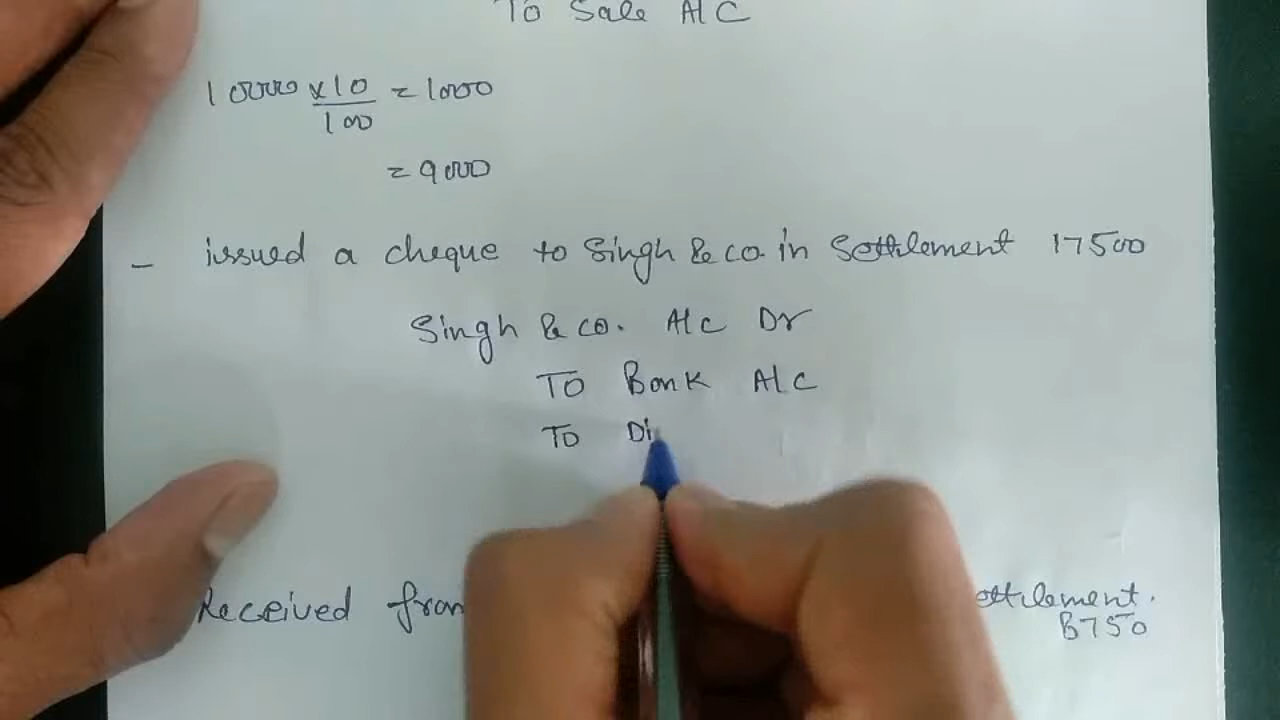 To Sale A/C
10000 x 10 / 100 = 1000
= 9000
- issued a cheque to Singh & co. in Settlement 17500
Singh & co. A/c Dr
To Bank A/C
To Di
Received from
ettlement.
8750